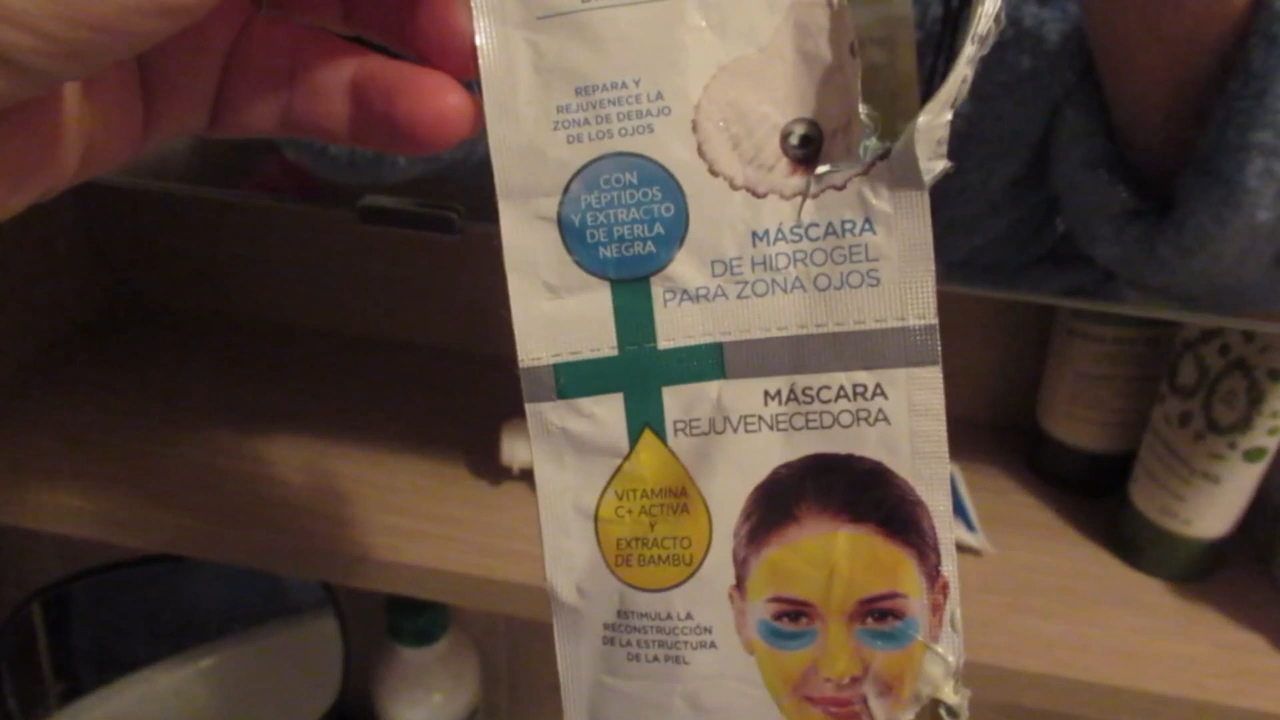 REPARA Y
REJUVENECE LA
ZONA DE DEBAJO
DE LOS OJOS
CON
PÉPTIDOS
Y EXTRACTO
DE PERLA
NEGRA
MÁSCARA
DE HIDROGEL
PARA ZONA OJOS
MÁSCARA
REJUVENECEDORA
VITAMINA
C+ ACTIVA
Y
EXTRACTO
DE BAMBU
ESTIMULA LA
RECONSTRUCCIÓN
DE LA ESTRUCTURA
DE LA PIEL